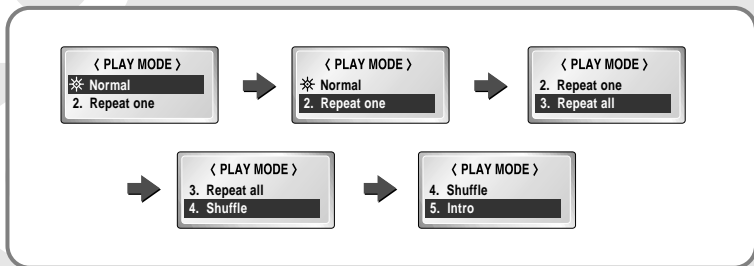 〈 PLAY MODE 〉
※ Normal
2. Repeat one
〈 PLAY MODE 〉
※ Normal
2. Repeat one
〈 PLAY MODE 〉
2. Repeat one
3. Repeat all
〈 PLAY MODE 〉
3. Repeat all
4. Shuffle
〈 PLAY MODE 〉
4. Shuffle
5. Intro